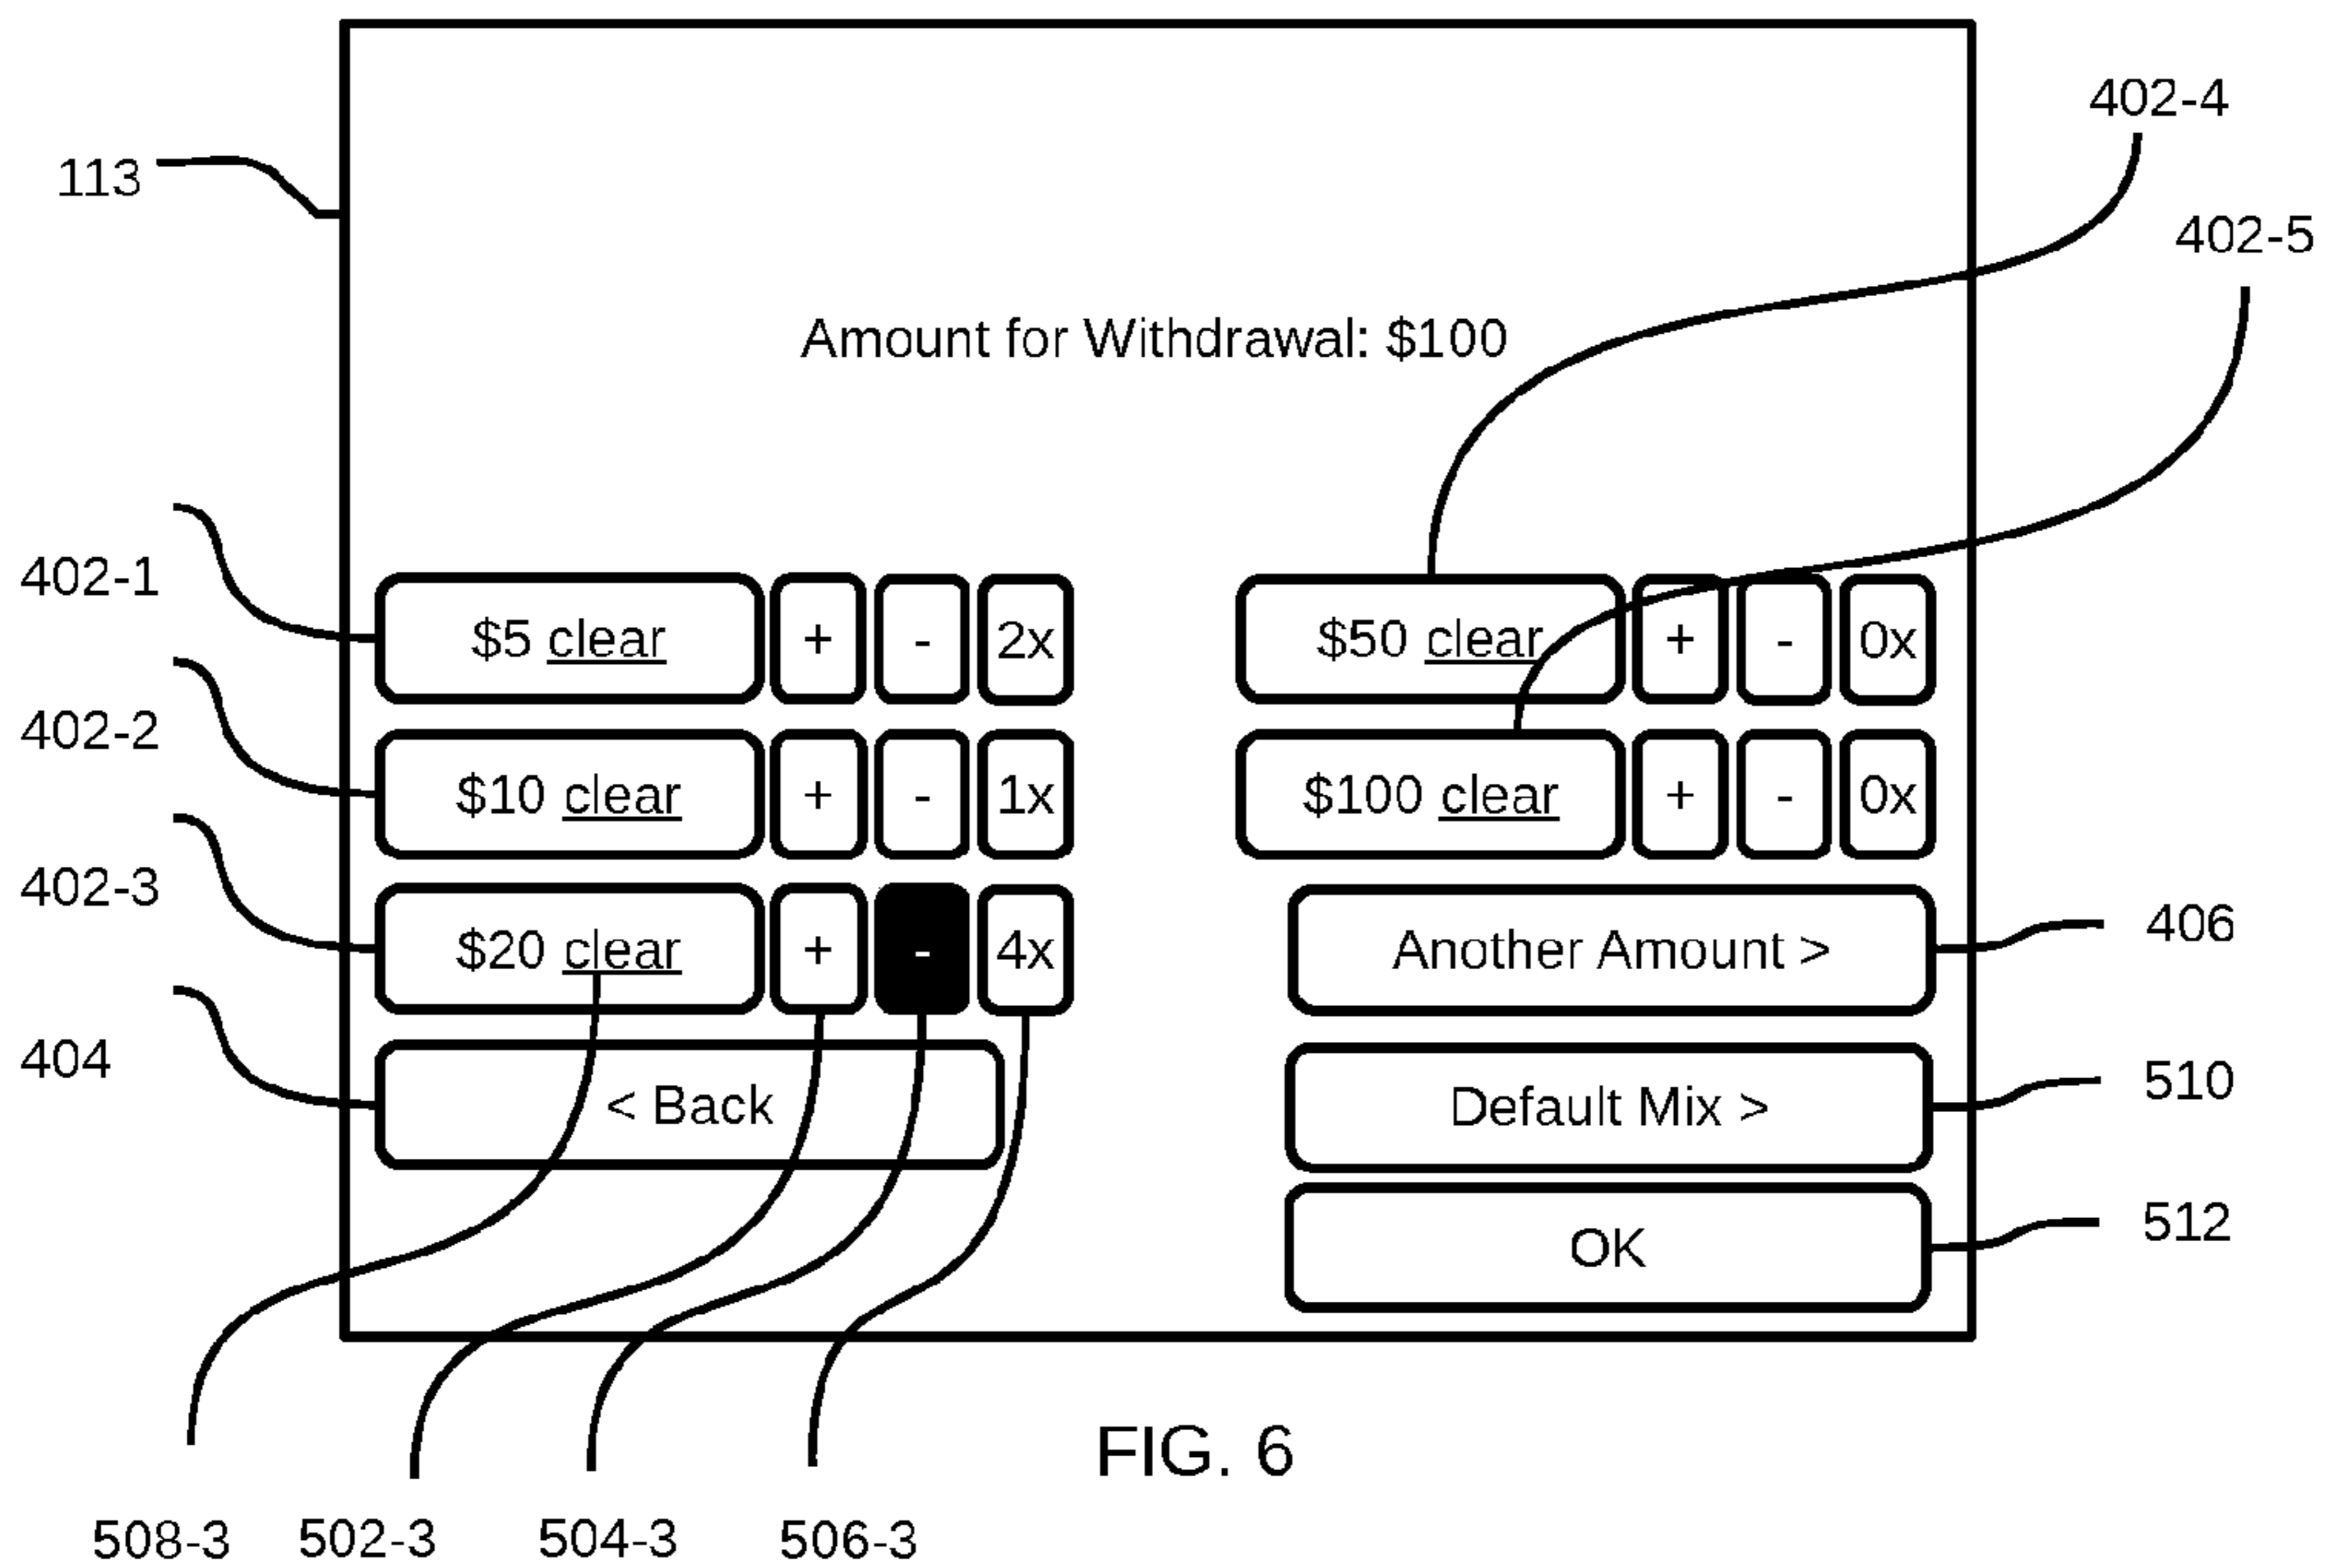 402-4
113
402-5
Amount for Withdrawal: $100
402-1
$5 clear + - 2x $50 clear + - 0x
402-2
$10 clear + - 1x $100 clear + - 0x
402-3
$20 clear + - 4x Another Amount > 406
404
< Back Default Mix > 510
OK 512
FIG. 6
508-3 502-3 504-3 506-3